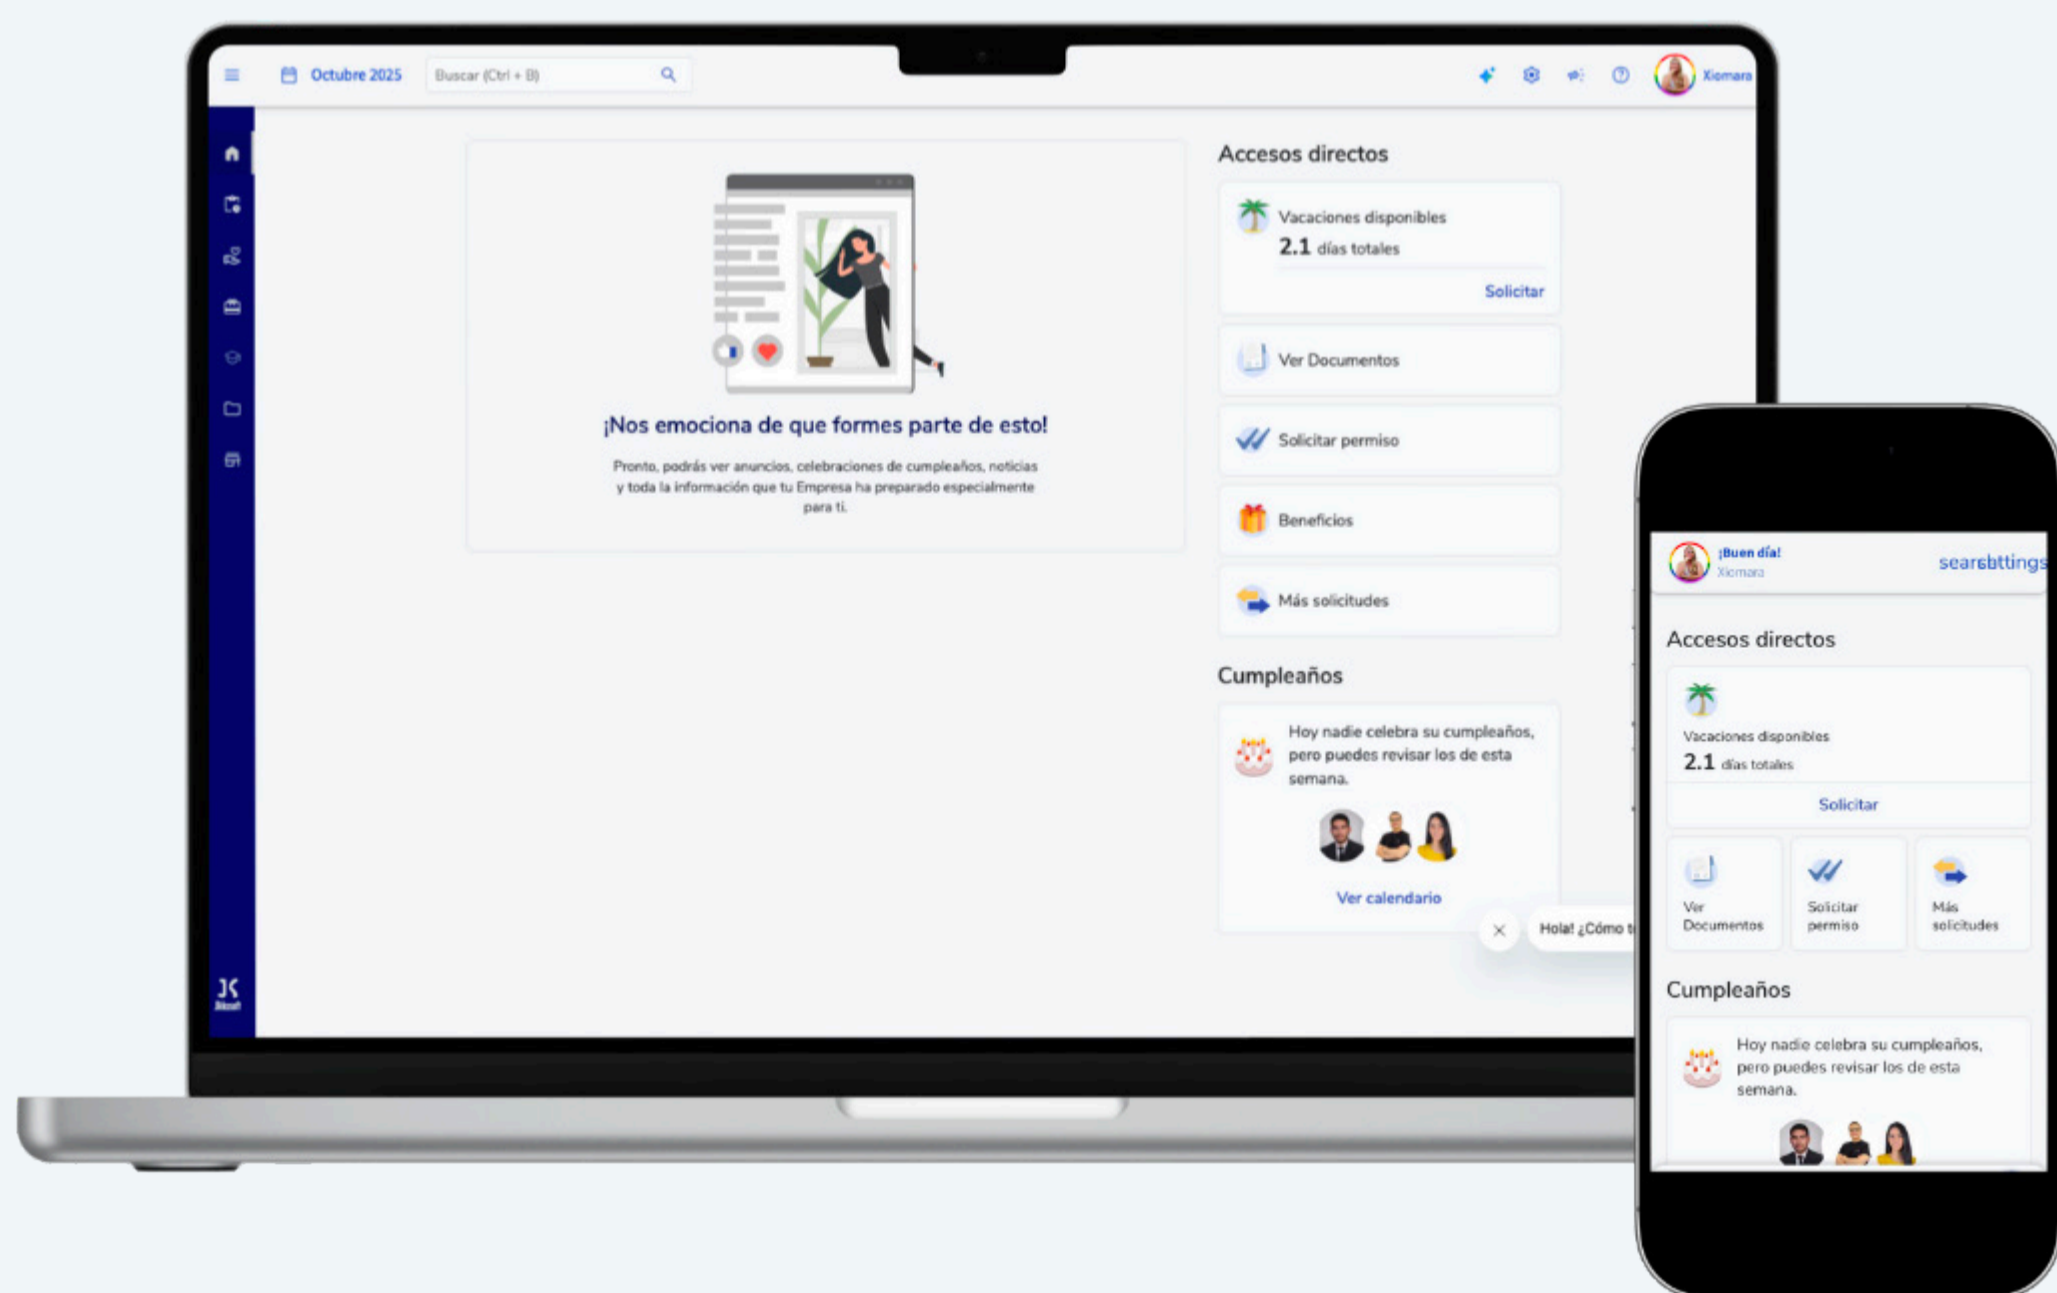 Octubre 2025
Buscar (Ctrl + B)
Xiomara
¡Nos emociona de que formes parte de esto!
Pronto, podrás ver anuncios, celebraciones de cumpleaños, noticias
y toda la información que tu Empresa ha preparado especialmente
para ti.
Accesos directos
Vacaciones disponibles
2.1 días totales
Solicitar
Ver Documentos
Solicitar permiso
Beneficios
Más solicitudes
Cumpleaños
Hoy nadie celebra su cumpleaños,
pero puedes revisar los de esta
semana.
Ver calendario
Hola! ¿Cómo t
¡Buen día!
Xiomara
Accesos directos
Vacaciones disponibles
2.1 días totales
Solicitar
Ver
Documentos
Solicitar
permiso
Más
solicitudes
Cumpleaños
Hoy nadie celebra su cumpleaños,
pero puedes revisar los de esta
semana.